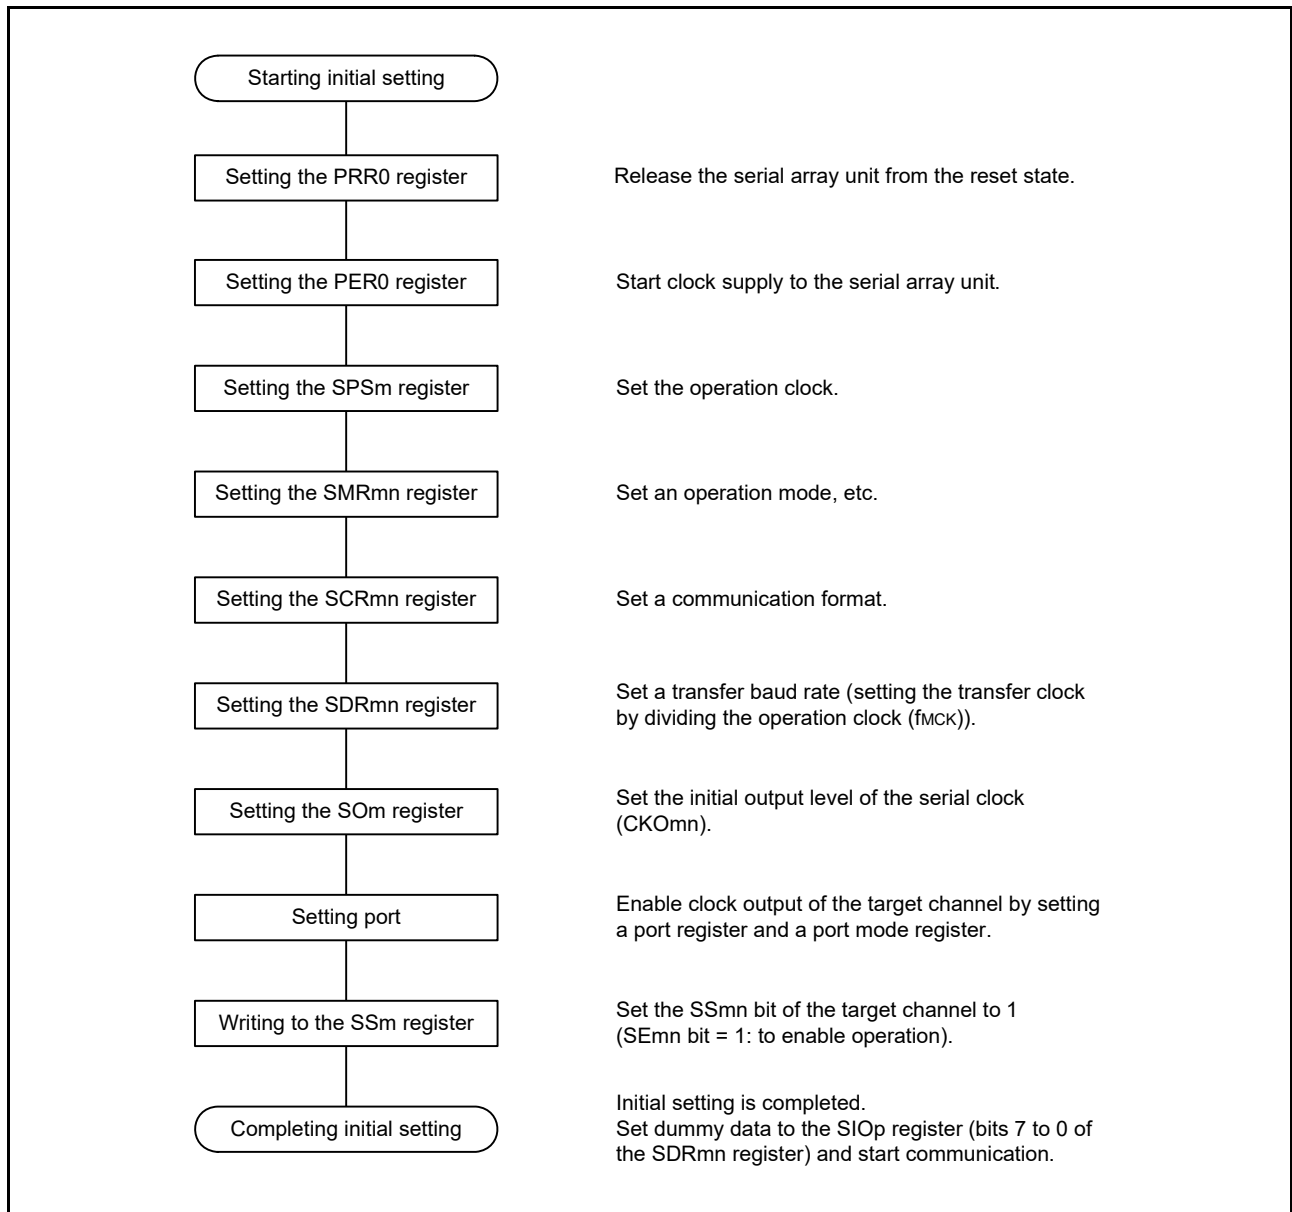 Starting initial setting
Setting the PRR0 register
Release the serial array unit from the reset state.
Setting the PER0 register
Start clock supply to the serial array unit.
Setting the SPSm register
Set the operation clock.
Setting the SMRmn register
Set an operation mode, etc.
Setting the SCRmn register
Set a communication format.
Setting the SDRmn register
Set a transfer baud rate (setting the transfer clock
by dividing the operation clock (fMCK)).
Setting the SOm register
Set the initial output level of the serial clock
(CKOmn).
Setting port
Enable clock output of the target channel by setting
a port register and a port mode register.
Writing to the SSm register
Set the SSmn bit of the target channel to 1
(SEmn bit = 1: to enable operation).
Completing initial setting
Initial setting is completed.
Set dummy data to the SIOp register (bits 7 to 0 of
the SDRmn register) and start communication.